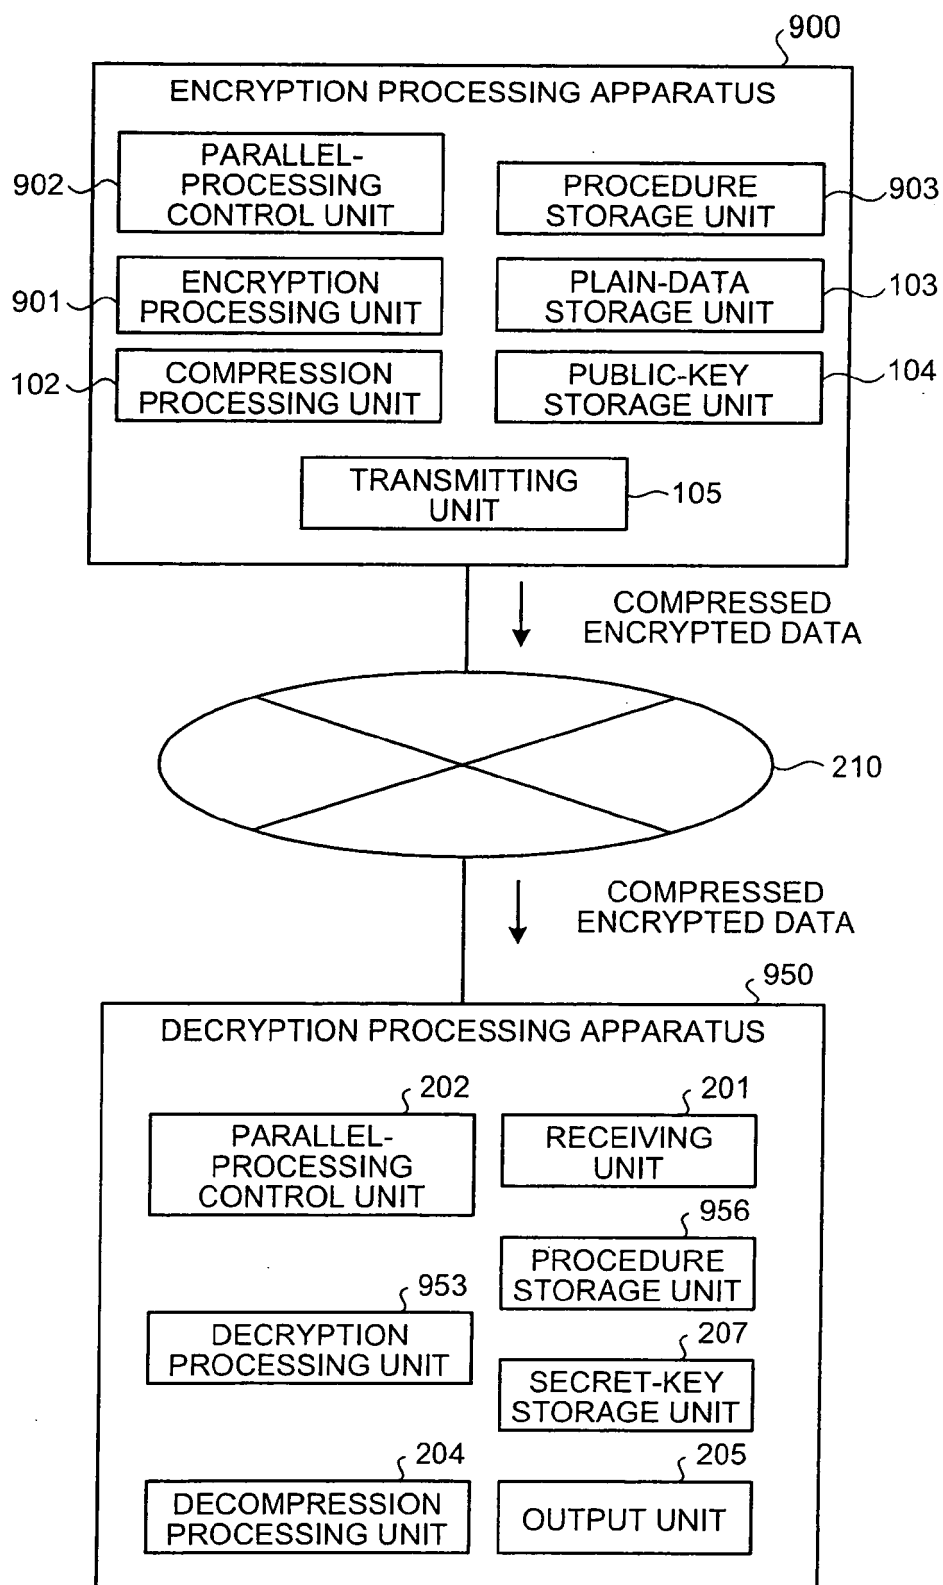 900
ENCRYPTION PROCESSING APPARATUS
902
PARALLEL-
PROCESSING
CONTROL UNIT
PROCEDURE
STORAGE UNIT
903
901
ENCRYPTION
PROCESSING UNIT
PLAIN-DATA
STORAGE UNIT
103
102
COMPRESSION
PROCESSING UNIT
PUBLIC-KEY
STORAGE UNIT
104
TRANSMITTING
UNIT
105
COMPRESSED
ENCRYPTED DATA
210
COMPRESSED
ENCRYPTED DATA
950
DECRYPTION PROCESSING APPARATUS
202
PARALLEL-
PROCESSING
CONTROL UNIT
201
RECEIVING
UNIT
956
PROCEDURE
STORAGE UNIT
953
DECRYPTION
PROCESSING UNIT
207
SECRET-KEY
STORAGE UNIT
204
DECOMPRESSION
PROCESSING UNIT
205
OUTPUT UNIT